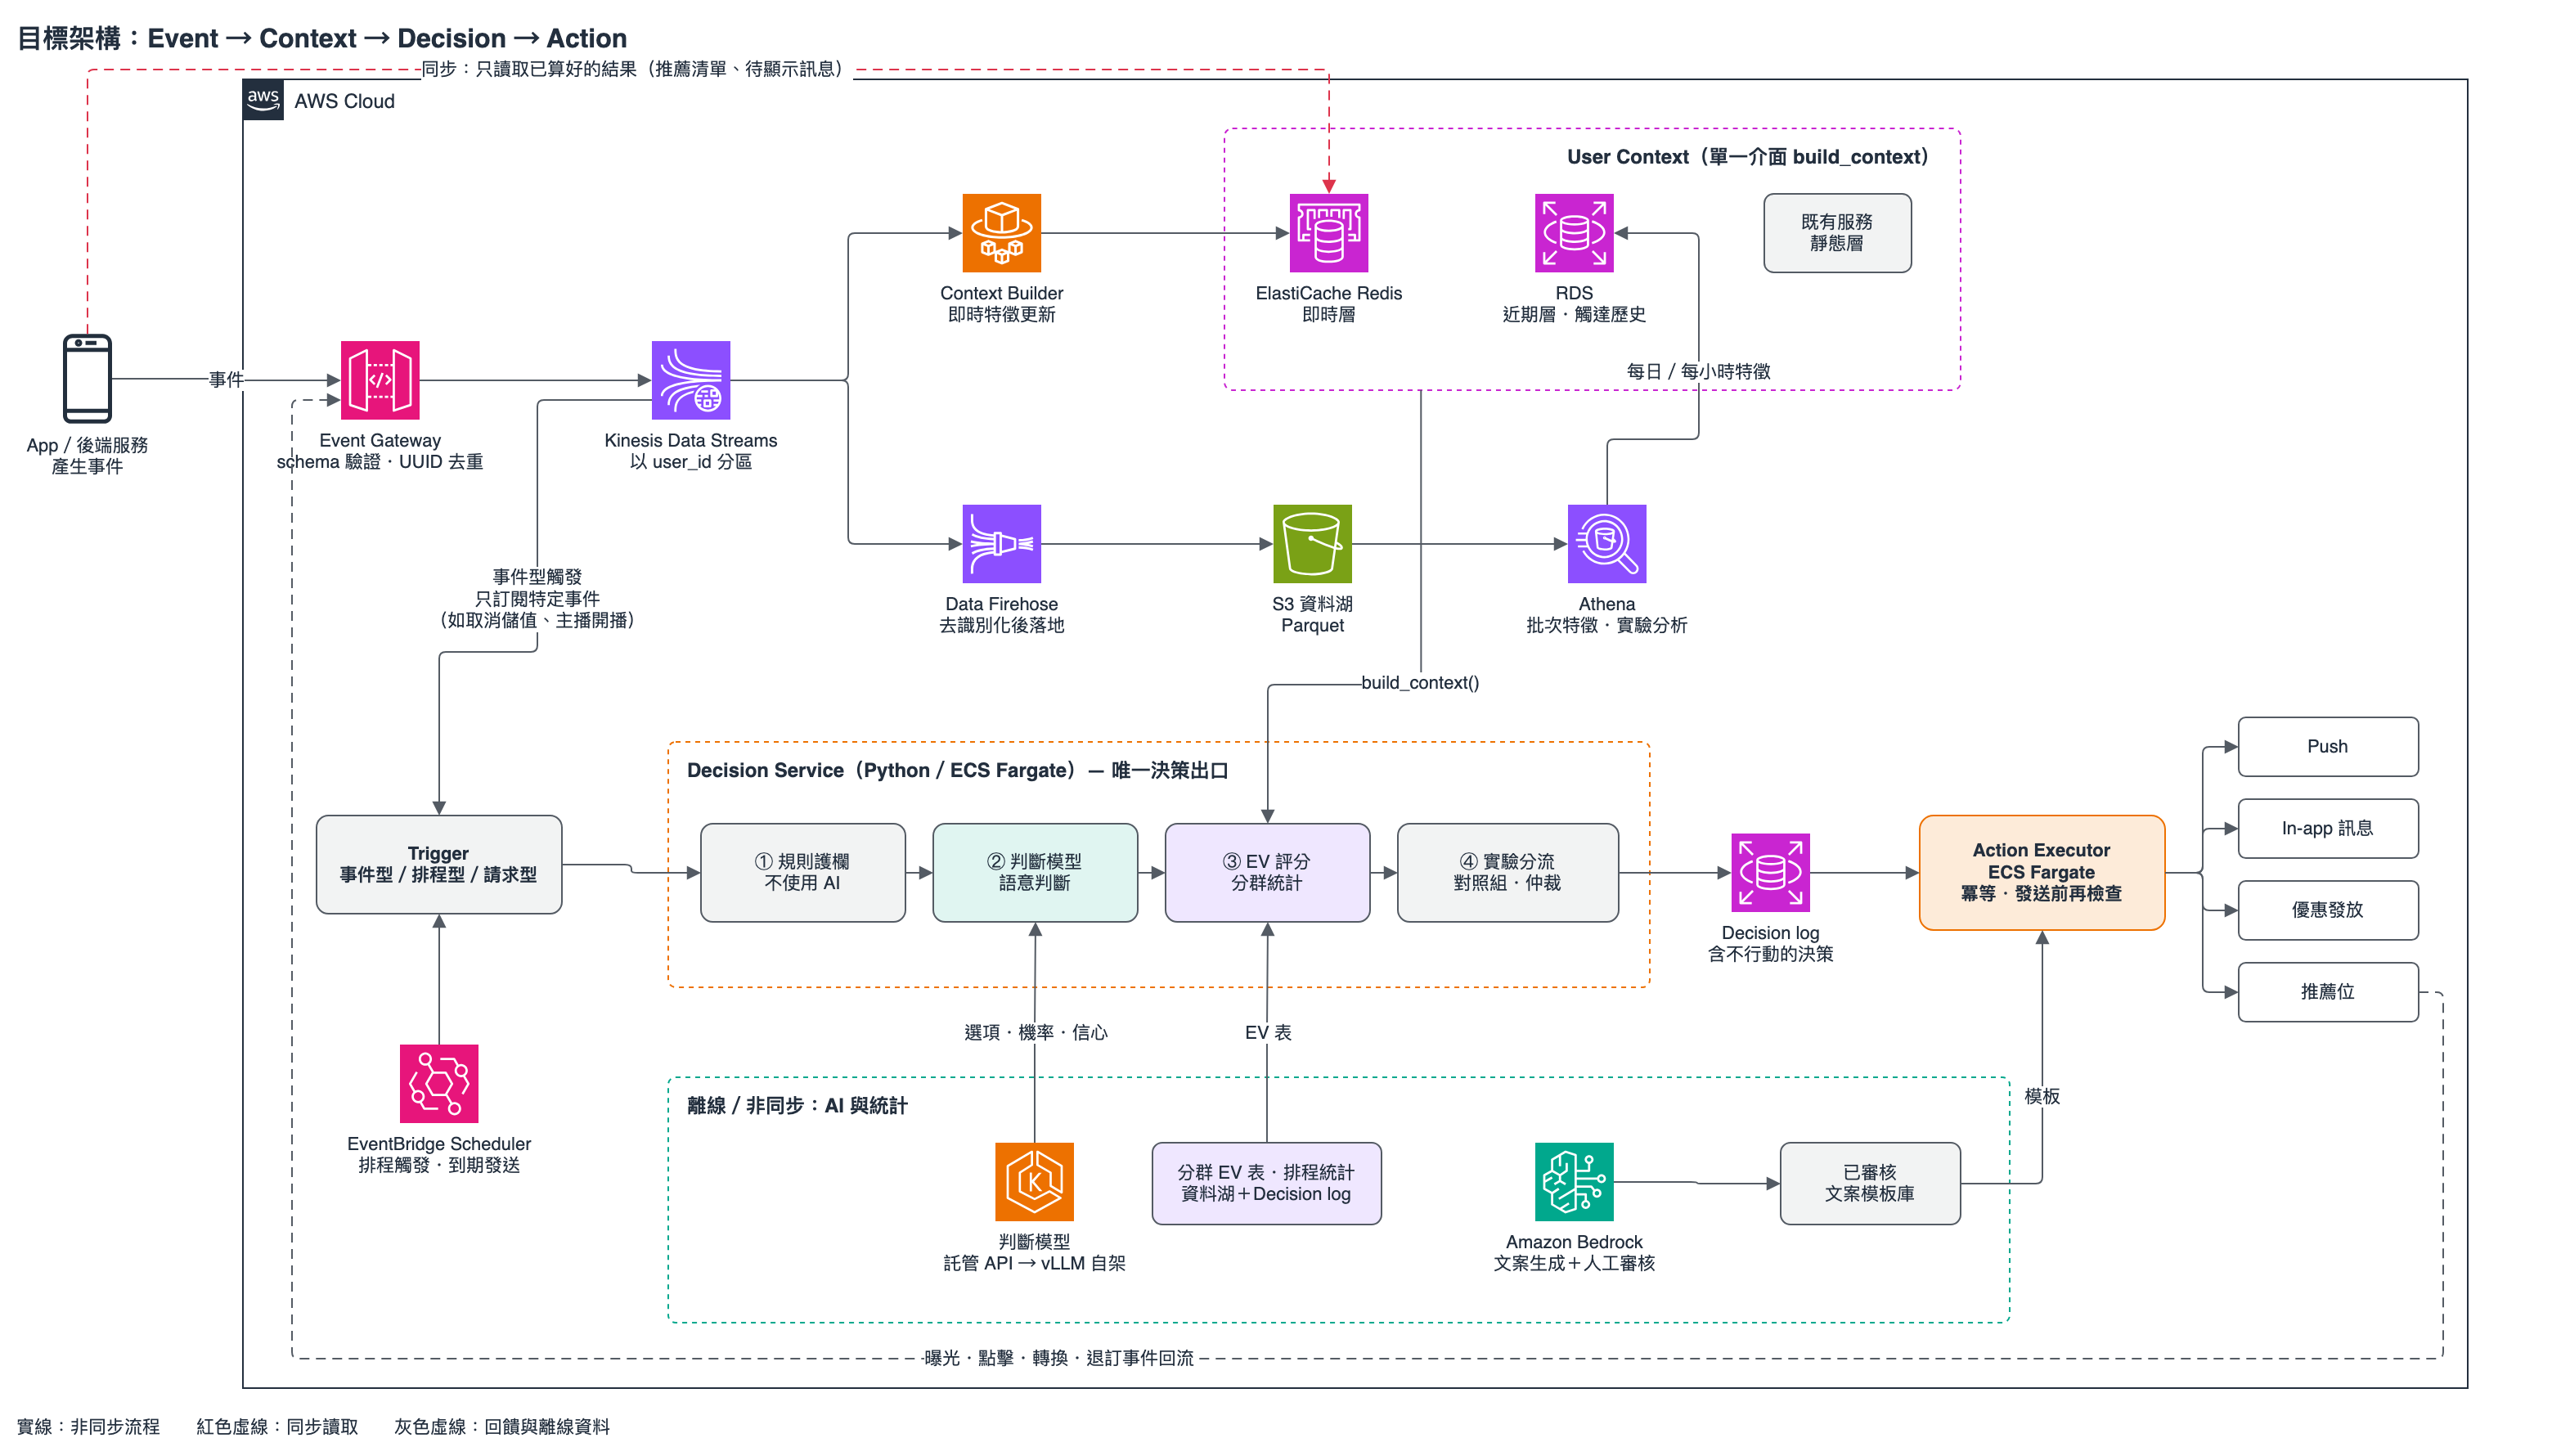 目標架構：Event → Context → Decision → Action
同步：只讀取已算好的結果（推薦清單、待顯示訊息）
aws
AWS Cloud
User Context（單一介面 build_context）
既有服務
靜態層
Context Builder
即時特徵更新
ElastiCache Redis
即時層
RDS
近期層 · 觸達歷史
每日 / 每小時特徵
事件
App / 後端服務
產生事件
Event Gateway
schema 驗證 · UUID 去重
Kinesis Data Streams
以 user_id 分區
事件型觸發
只訂閱特定事件
（如取消儲值、主播開播）
Data Firehose
去識別化後落地
S3 資料湖
Parquet
Athena
批次特徵 · 實驗分析
build_context()
Decision Service（Python / ECS Fargate）— 唯一決策出口
Trigger
事件型 / 排程型 / 請求型
① 規則護欄
不使用 AI
② 判斷模型
語意判斷
③ EV 評分
分群統計
④ 實驗分流
對照組 · 仲裁
Decision log
含不行動的決策
Action Executor
ECS Fargate
冪等 · 發送前再檢查
Push
In-app 訊息
優惠發放
推薦位
選項 · 機率 · 信心
EV 表
模板
EventBridge Scheduler
排程觸發 · 到期發送
離線 / 非同步：AI 與統計
K
判斷模型
託管 API → vLLM 自架
分群 EV 表 · 排程統計
資料湖＋Decision log
Amazon Bedrock
文案生成＋人工審核
已審核
文案模板庫
曝光 · 點擊 · 轉換 · 退訂事件回流
實線：非同步流程　紅色虛線：同步讀取　灰色虛線：回饋與離線資料